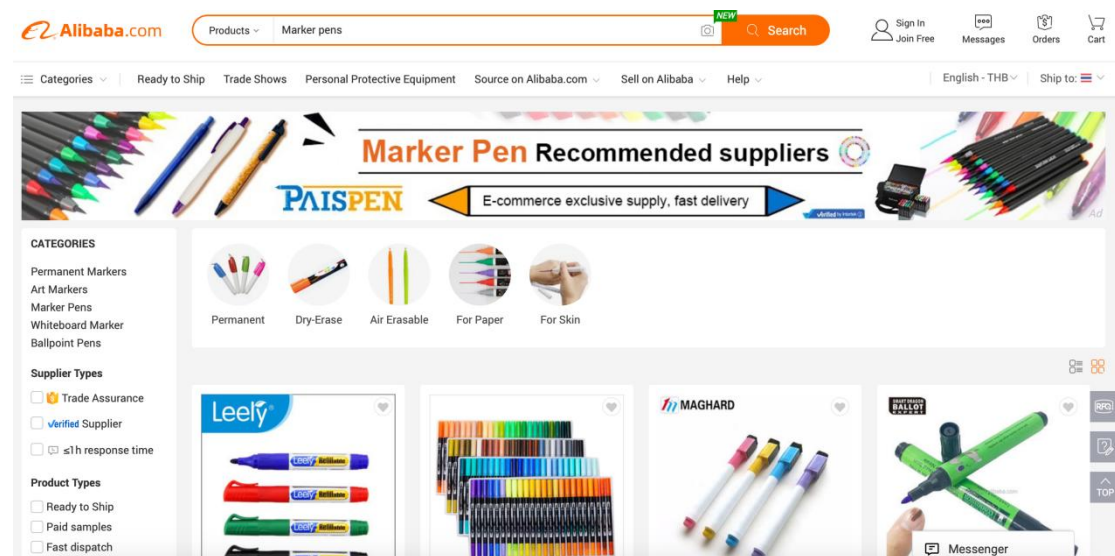 Alibaba.com
Products
Marker pens
NEW
Search
Sign In
Join Free
Messages
Orders
Cart
Categories
Ready to Ship
Trade Shows
Personal Protective Equipment
Source on Alibaba.com
Sell on Alibaba
Help
English - THB
Ship to:
Marker Pen Recommended suppliers
PAISPEN
E-commerce exclusive supply, fast delivery
Ad
CATEGORIES
Permanent Markers
Art Markers
Marker Pens
Whiteboard Marker
Ballpoint Pens
Supplier Types
Trade Assurance
Verified Supplier
≤1h response time
Product Types
Ready to Ship
Paid samples
Fast dispatch
Permanent
Dry-Erase
Air Erasable
For Paper
For Skin
Leely
MAGHARD
SMART DRAGON
BALLOT
EXPERT
RFQ
TOP
Messenger